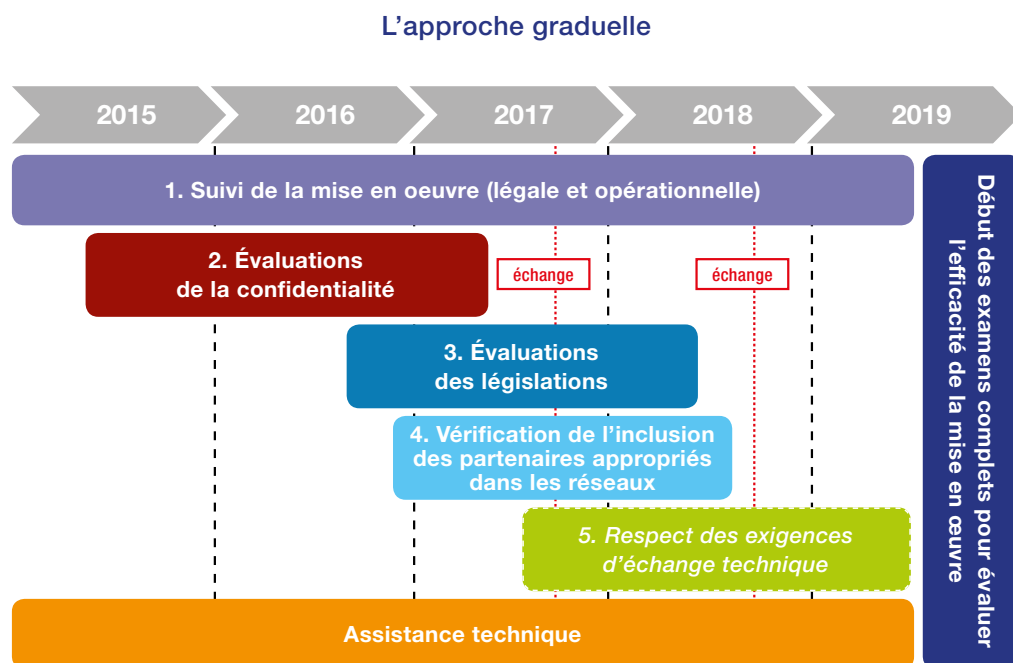 L'approche graduelle
2015
2016
2017
2018
2019
1. Suivi de la mise en oeuvre (légale et opérationnelle)
2. Évaluations
de la confidentialité
échange
échange
3. Évaluations
des législations
4. Vérification de l'inclusion
des partenaires appropriés
dans les réseaux
5. Respect des exigences
d'échange technique
Assistance technique
Début des examens complets pour évaluer
l'efficacité de la mise en œuvre